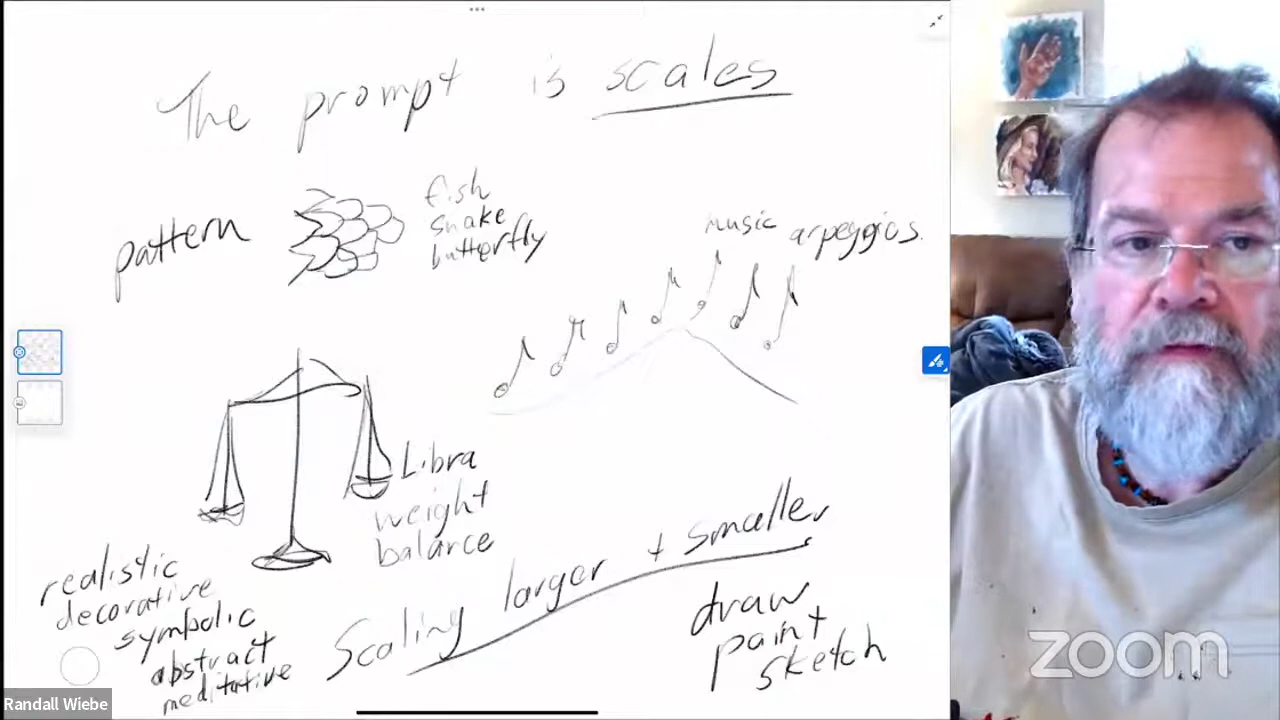 The prompt is scales
pattern
fish
snake
butterfly
music arpeggios.
Libra
weight
balance
realistic
decorative
symbolic
abstract
meditative
Scaling larger + smaller
draw
paint
sketch
zoom
Randall Wiebe